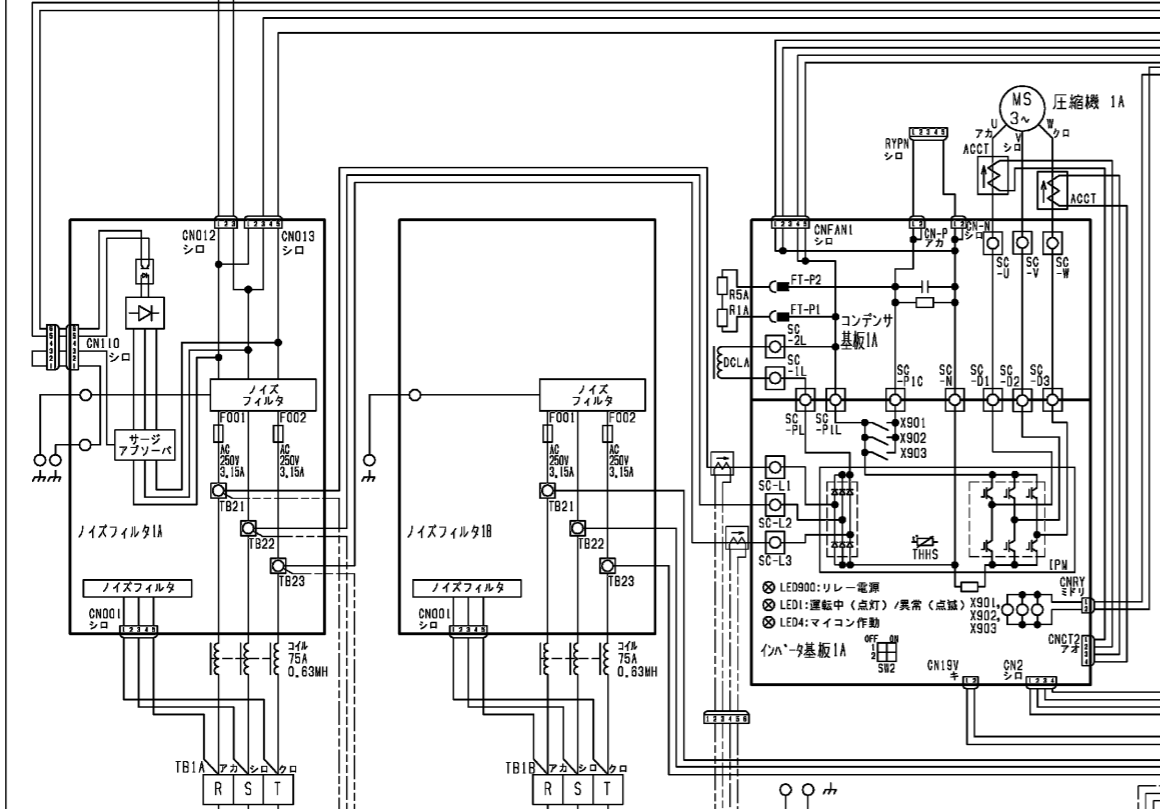 MS
3~
圧縮機 1A
U
アカ
V
シロ
W
クロ
RYPN
シロ
ACCT
ACCT
CN012
シロ
CN013
シロ
CNFAN1
シロ
CN-P
アカ
CN-N
シロ
SC
-U
SC
-V
SC
-W
R5A
FT-P2
R1A
FT-P1
コンデンサ
基板1A
SC
-2L
SC
-1L
DCLA
CN110
シロ
ノイズ
フィルタ
F001
F002
AC
250V
3.15A
AC
250V
3.15A
サージ
アブソーバ
TB21
TB22
TB23
ノイズフィルタ1A
ノイズフィルタ
CN001
シロ
コイル
75A
0.63MH
TB1A
アカ
シロ
クロ
R S T
ノイズ
フィルタ
F001
F002
AC
250V
3.15A
AC
250V
3.15A
TB21
TB22
TB23
ノイズフィルタ1B
ノイズフィルタ
CN001
シロ
コイル
75A
0.63MH
TB1B
アカ
シロ
クロ
R S T
SC
-P1C
SC
-N
SC
-D1
SC
-D2
SC
-D3
SC
-PL
SC
-P1L
X901
X902
X903
SC-L1
SC-L2
SC-L3
THHS
IPM
LED900:リレー電源
LED1:運転中(点灯)/異常(点滅)
LED4:マイコン作動
X901,
X902,
X903
CNRY
ミドリ
CNCT2
アオ
インバータ基板1A
OFF ON
1
2
SW2
CN19V
キ
CN2
シロ